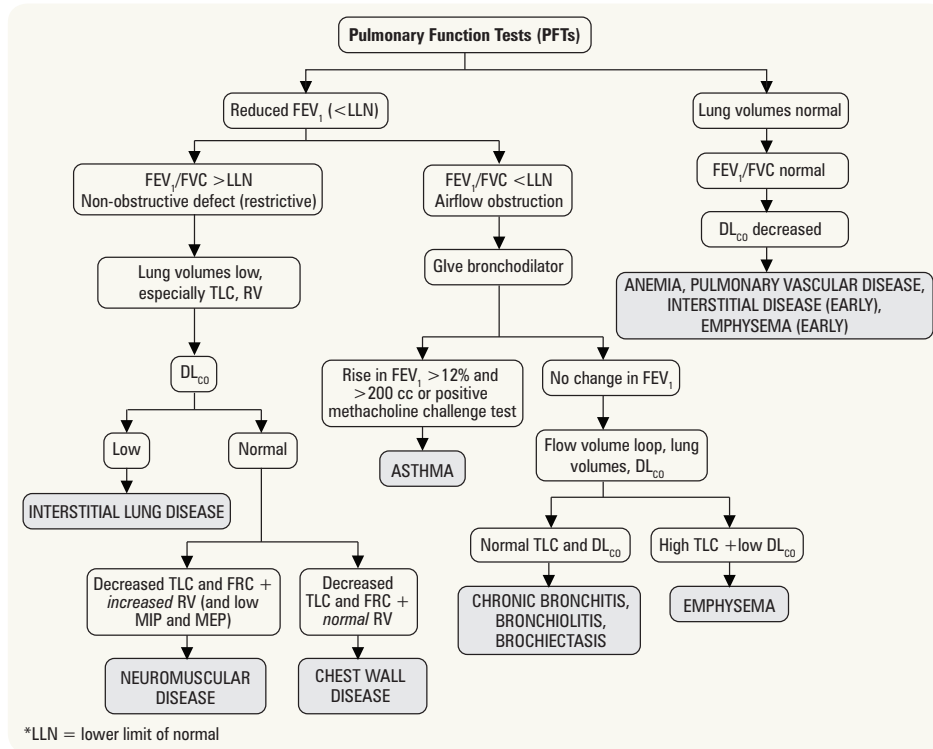 Pulmonary Function Tests (PFTs)
Reduced FEV₁ (<LLN)
Lung volumes normal
FEV₁/FVC >LLN
Non-obstructive defect (restrictive)
FEV₁/FVC <LLN
Airflow obstruction
FEV₁/FVC normal
Lung volumes low,
especially TLC, RV
GIve bronchodilator
DL_CO decreased
ANEMIA, PULMONARY VASCULAR DISEASE,
INTERSTITIAL DISEASE (EARLY),
EMPHYSEMA (EARLY)
DL_CO
Rise in FEV₁ >12% and
>200 cc or positive
methacholine challenge test
No change in FEV₁
Low
Normal
ASTHMA
Flow volume loop, lung
volumes, DL_CO
INTERSTITIAL LUNG DISEASE
Normal TLC and DL_CO
High TLC +low DL_CO
Decreased TLC and FRC +
increased RV (and low
MIP and MEP)
Decreased
TLC and FRC +
normal RV
CHRONIC BRONCHITIS,
BRONCHIOLITIS,
BROCHIECTASIS
EMPHYSEMA
NEUROMUSCULAR
DISEASE
CHEST WALL
DISEASE
*LLN = lower limit of normal